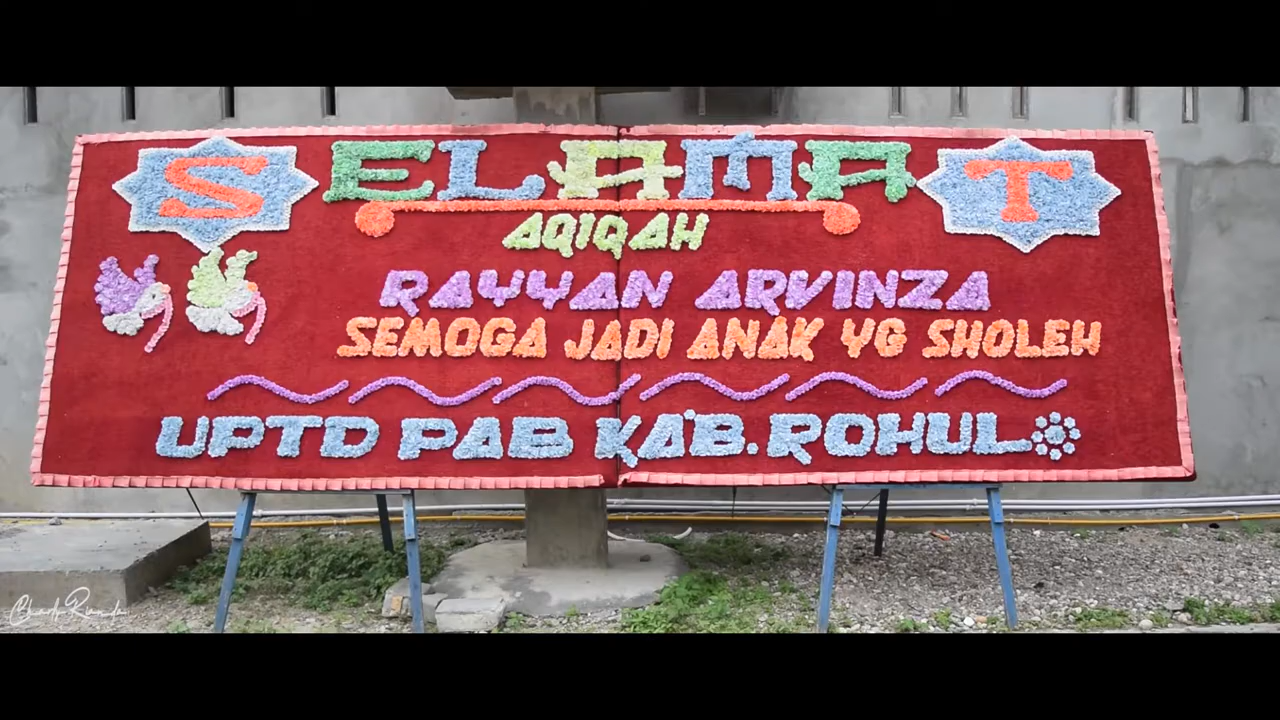 SELAMAT
AQIQAH
RAYYAN ARVINZA
SEMOGA JADI ANAK YG SHOLEH
UPTD PAB KAB. ROHUL